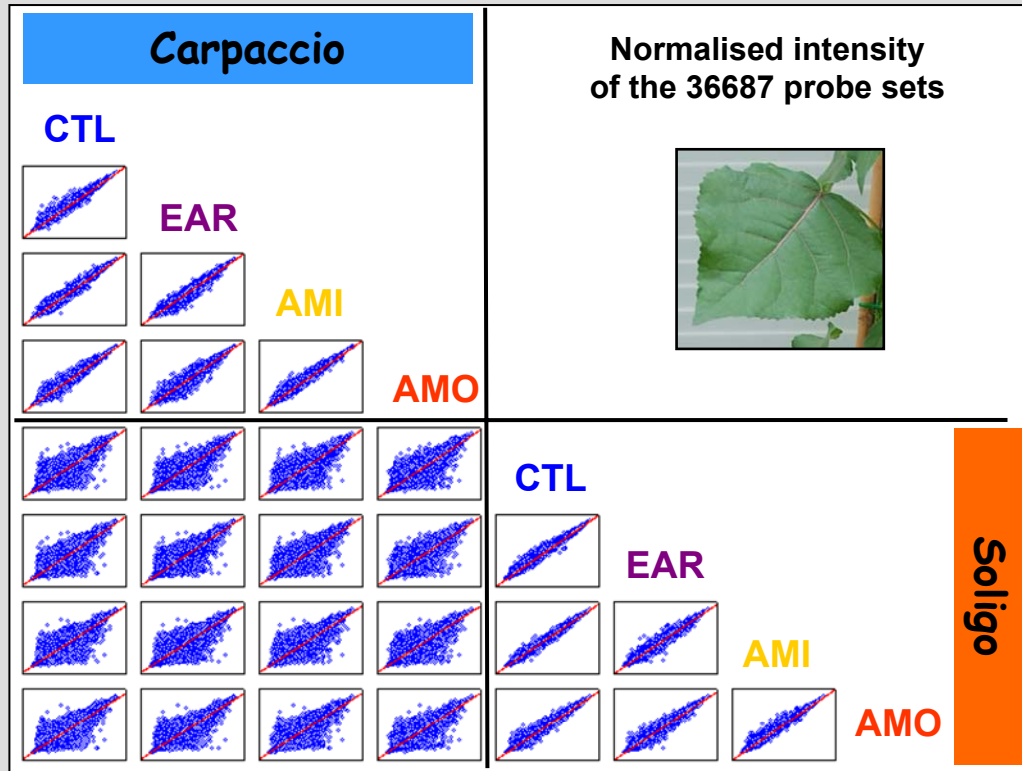 Carpaccio
Normalised intensity
of the 36687 probe sets
CTL
EAR
AMI
AMO
CTL
EAR
AMI
AMO
Soligo